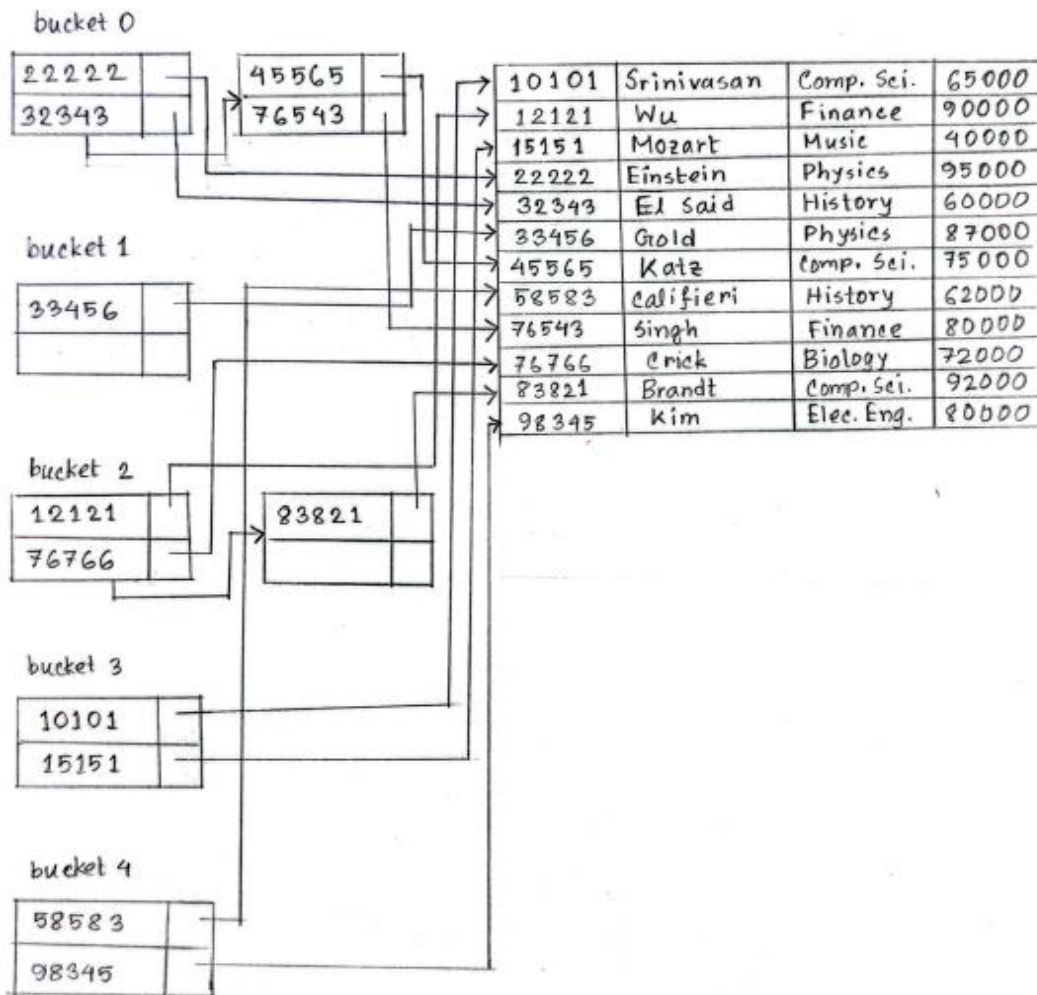 bucket 0
22222
32343
45565
76543
bucket 1
33456
bucket 2
12121
76766
83821
bucket 3
10101
15151
bucket 4
58583
98345
10101 Srinivasan Comp. Sci. 65000
12121 Wu Finance 90000
15151 Mozart Music 40000
22222 Einstein Physics 95000
32343 El Said History 60000
33456 Gold Physics 87000
45565 Katz Comp. Sci. 75000
58583 Califieri History 62000
76543 Singh Finance 80000
76766 Crick Biology 72000
83821 Brandt Comp. Sci. 92000
98345 Kim Elec. Eng. 80000